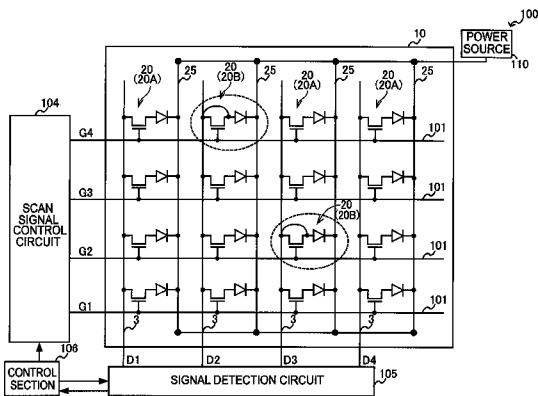 100
10
POWER
SOURCE
110
20
(20A)
25
20
(20B)
25
20
(20A)
25
20
(20A)
25
104
SCAN
SIGNAL
CONTROL
CIRCUIT
G4
101
G3
101
20
(20B)
G2
101
G1
101
3
3
3
3
D1
D2
D3
D4
106
CONTROL
SECTION
SIGNAL DETECTION CIRCUIT
105